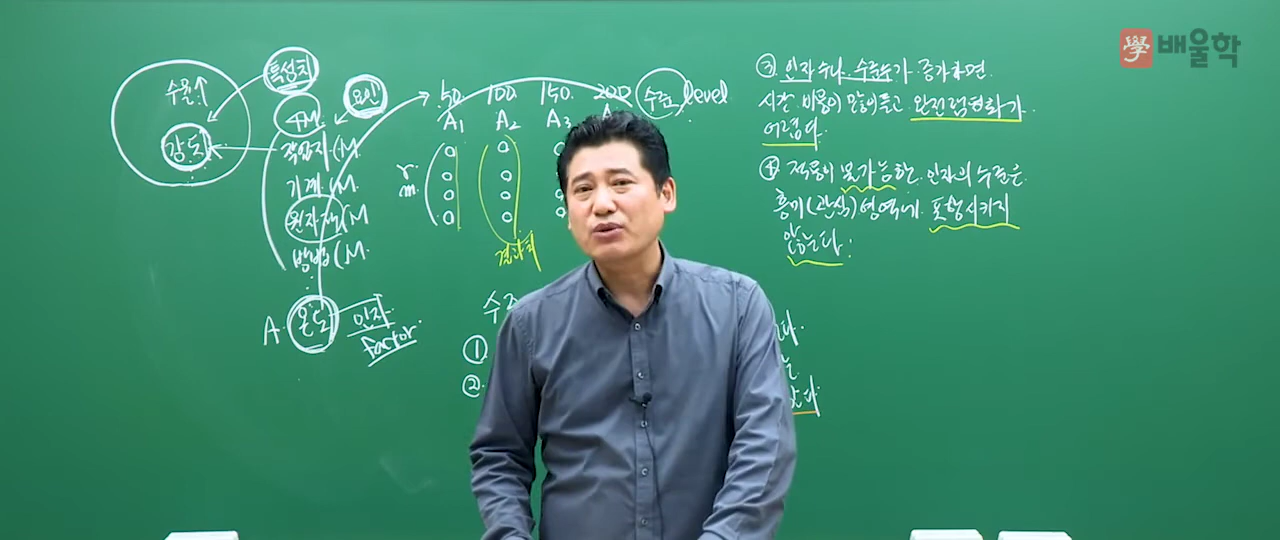 學 배울학
수율↑
강도
특성치
4M
요인
작업자(M
기계(M
원자재(M
방법(M
A. 온도
인자
factor
50. 100. 150. 200
수준 level
A1 A2 A3 A
r
m
결과치
수준
①
②
③ 인자수나 수준수가 증가하면
시간·비용이 많이 들고 완전랜덤화가
어렵다.
④ 적용이 불가능한 인자의 수준은
흥미(관심)영역에 포함시키지
않는다.